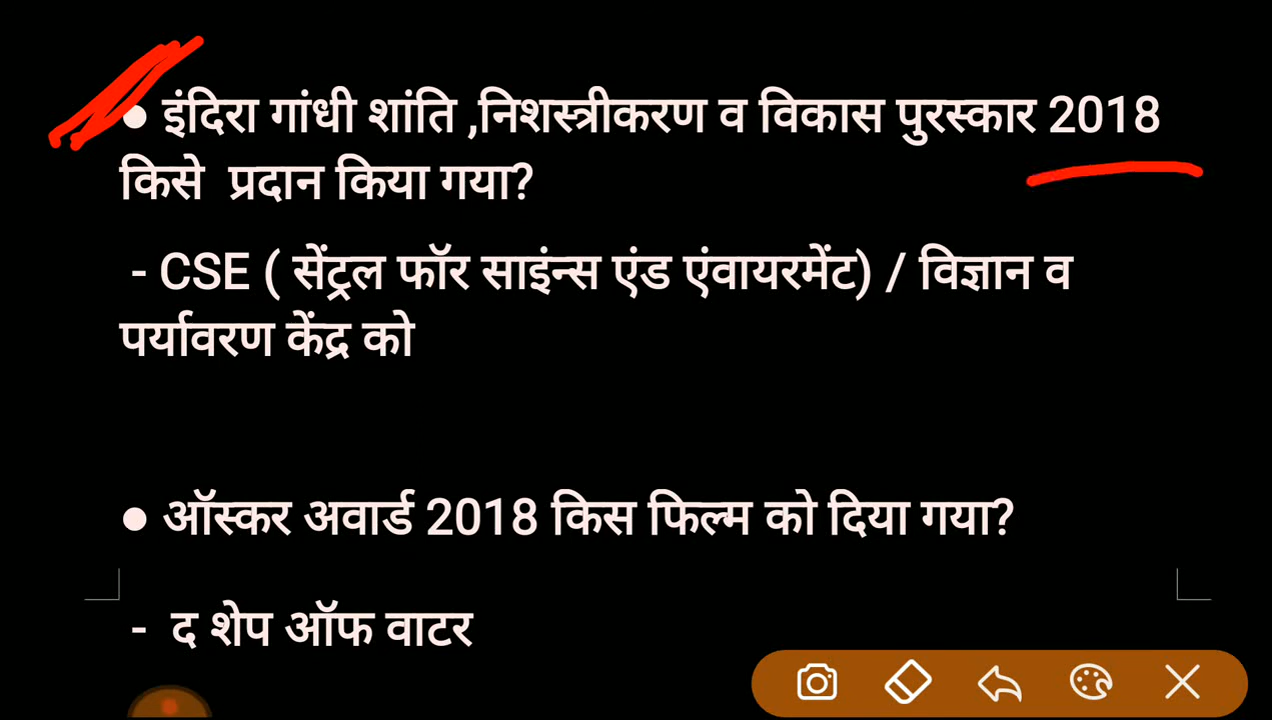 ● इंदिरा गांधी शांति ,निशस्त्रीकरण व विकास पुरस्कार 2018
किसे प्रदान किया गया?
- CSE ( सेंट्रल फॉर साइंन्स एंड एंवायरमेंट) / विज्ञान व
पर्यावरण केंद्र को
● ऑस्कर अवार्ड 2018 किस फिल्म को दिया गया?
- द शेप ऑफ वाटर